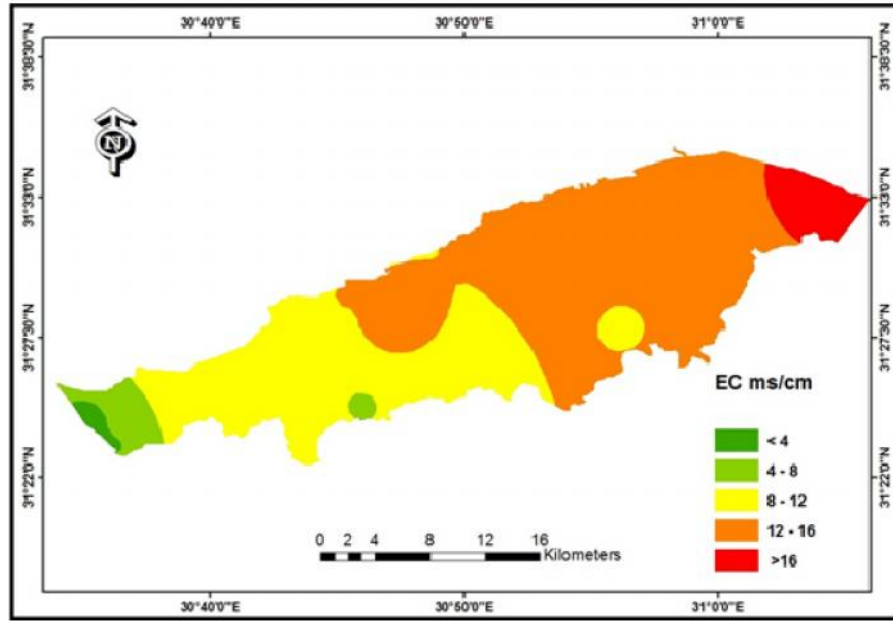 30°40'0"E 30°50'0"E 31°0'0"E
31°38'30"N 31°38'30"N
N
31°33'0"N 31°33'0"N
31°27'30"N 31°27'30"N
EC ms/cm
< 4
4 - 8
8 - 12
12 - 16
>16
31°22'0"N 31°22'0"N
0 2 4 8 12 16
Kilometers
30°40'0"E 30°50'0"E 31°0'0"E